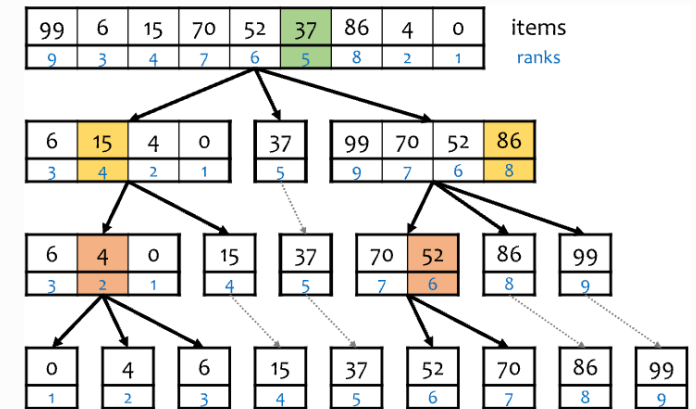 99 6 15 70 52 37 86 4 0 items
9 3 4 7 6 5 8 2 1 ranks
6 15 4 0 37 99 70 52 86
3 4 2 1 5 9 7 6 8
6 4 0 15 37 70 52 86 99
3 2 1 4 5 7 6 8 9
0 4 6 15 37 52 70 86 99
1 2 3 4 5 6 7 8 9